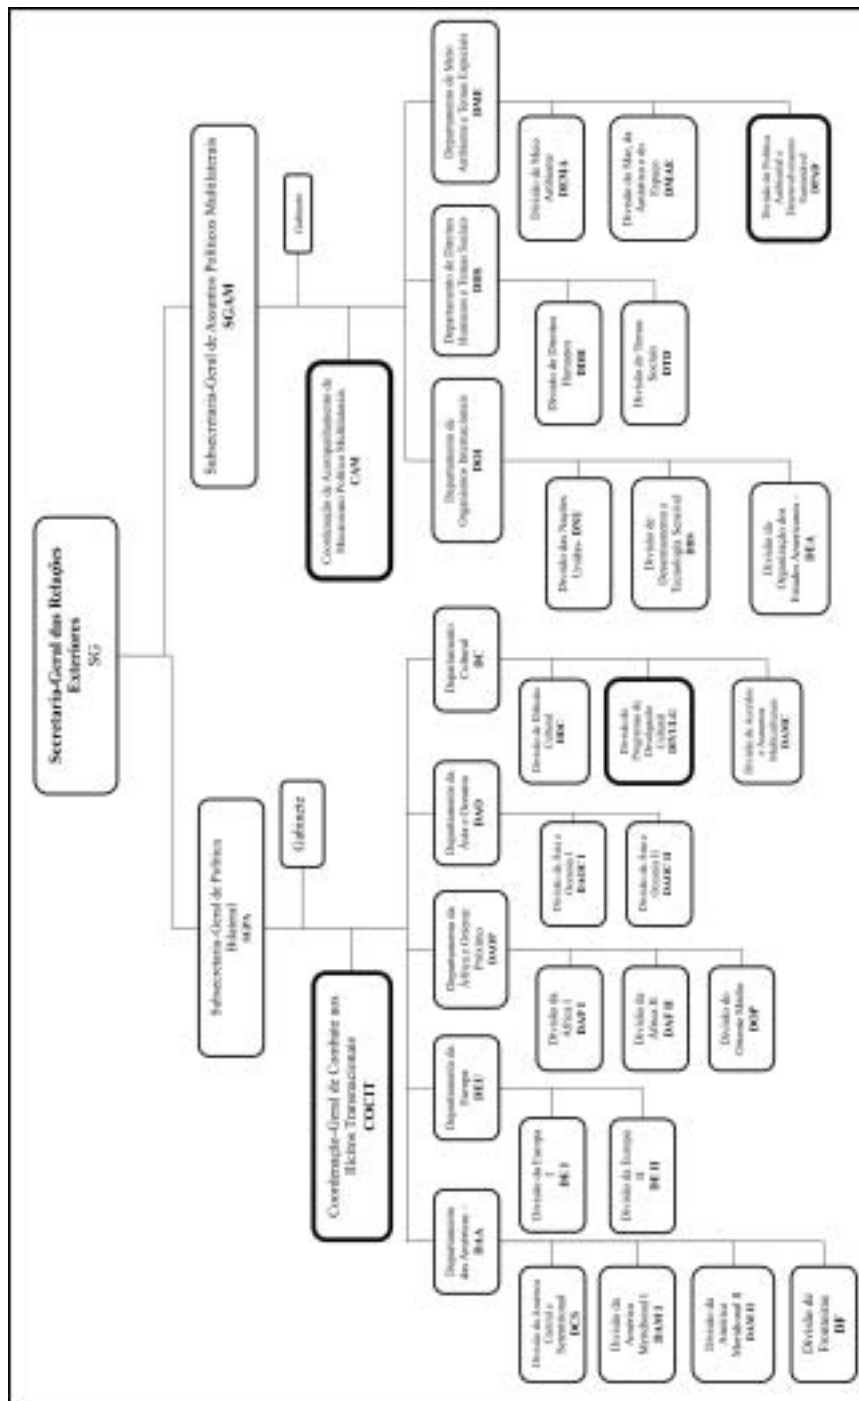 Secretaria-Geral das Relações
Exteriores
SG
Subsecretaria-Geral de Política
Bilateral
Subsecretaria-Geral de Assuntos Políticos Multilaterais
SGAM
Gabinete
Gabinete
Coordenação-Geral de Combate aos
Ilícitos Transnacionais
COCIT
Coordenação de Acompanhamento de
Política Multilaterais
CAM
Departamento
das Américas -
Departamento da
Europa
DEU
Departamento da
África e Oriente
Próximo
DAOP
Departamento da
Ásia e Oceania
DAO
Departamento
Cultural
DC
Departamento de
Organismos Internacionais
DOI
Departamento de Direitos
Humanos e Temas Sociais
DHS
Departamento de Meio
Ambiente e Temas Especiais
DME
Divisão da América
Central e
Setentrional
DCS
Divisão da
América
Meridional I
DAM I
Divisão da
América
Meridional II
DAM II
Divisão de
Fronteiras
DF
Divisão da Europa
I
DE I
Divisão da Europa
II
DE II
Divisão da
África I
DAF I
Divisão da
África II
DAF II
Divisão do
Oriente Médio
DOP
Divisão da Ásia e
Oceania I
DAOC I
Divisão da Ásia e
Oceania II
DAOC II
Divisão de
Cultural
DDC
Divisão de
Programas de
Divulgação
Cultural
DIVULG
Divisão de Acordos
e Assuntos
Multiculturais
DAMC
Divisão das Nações
Unidas- DNU
Divisão de
Desarmamento e
Tecnologia Sensível
DDS
Divisão da
Organização dos
Estados Americanos -
DEA
Divisão de Direitos
Humanos
DDH
Divisão de Temas
Sociais
DTD
Divisão do Meio
Ambiente
DEMA
Divisão do Mar, da
Antártica e do
Espaço
DMAE
Divisão de Política
Ambiental e
Desenvolvimento
Sustentável
DPAD